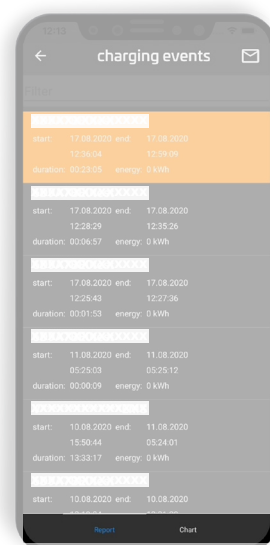 12:13
charging events
Filter
start: 17.08.2020 end: 17.08.2020
12:36:04 12:59:09
duration: 00:23:05 energy: 0 kWh
start: 17.08.2020 end: 17.08.2020
12:28:29 12:35:26
duration: 00:06:57 energy: 0 kWh
start: 17.08.2020 end: 17.08.2020
12:25:43 12:27:36
duration: 00:01:53 energy: 0 kWh
start: 11.08.2020 end: 11.08.2020
05:25:03 05:25:12
duration: 00:00:09 energy: 0 kWh
start: 10.08.2020 end: 11.08.2020
15:50:44 05:24:01
duration: 13:33:17 energy: 0 kWh
start: 10.08.2020 end: 10.08.2020
Report Chart